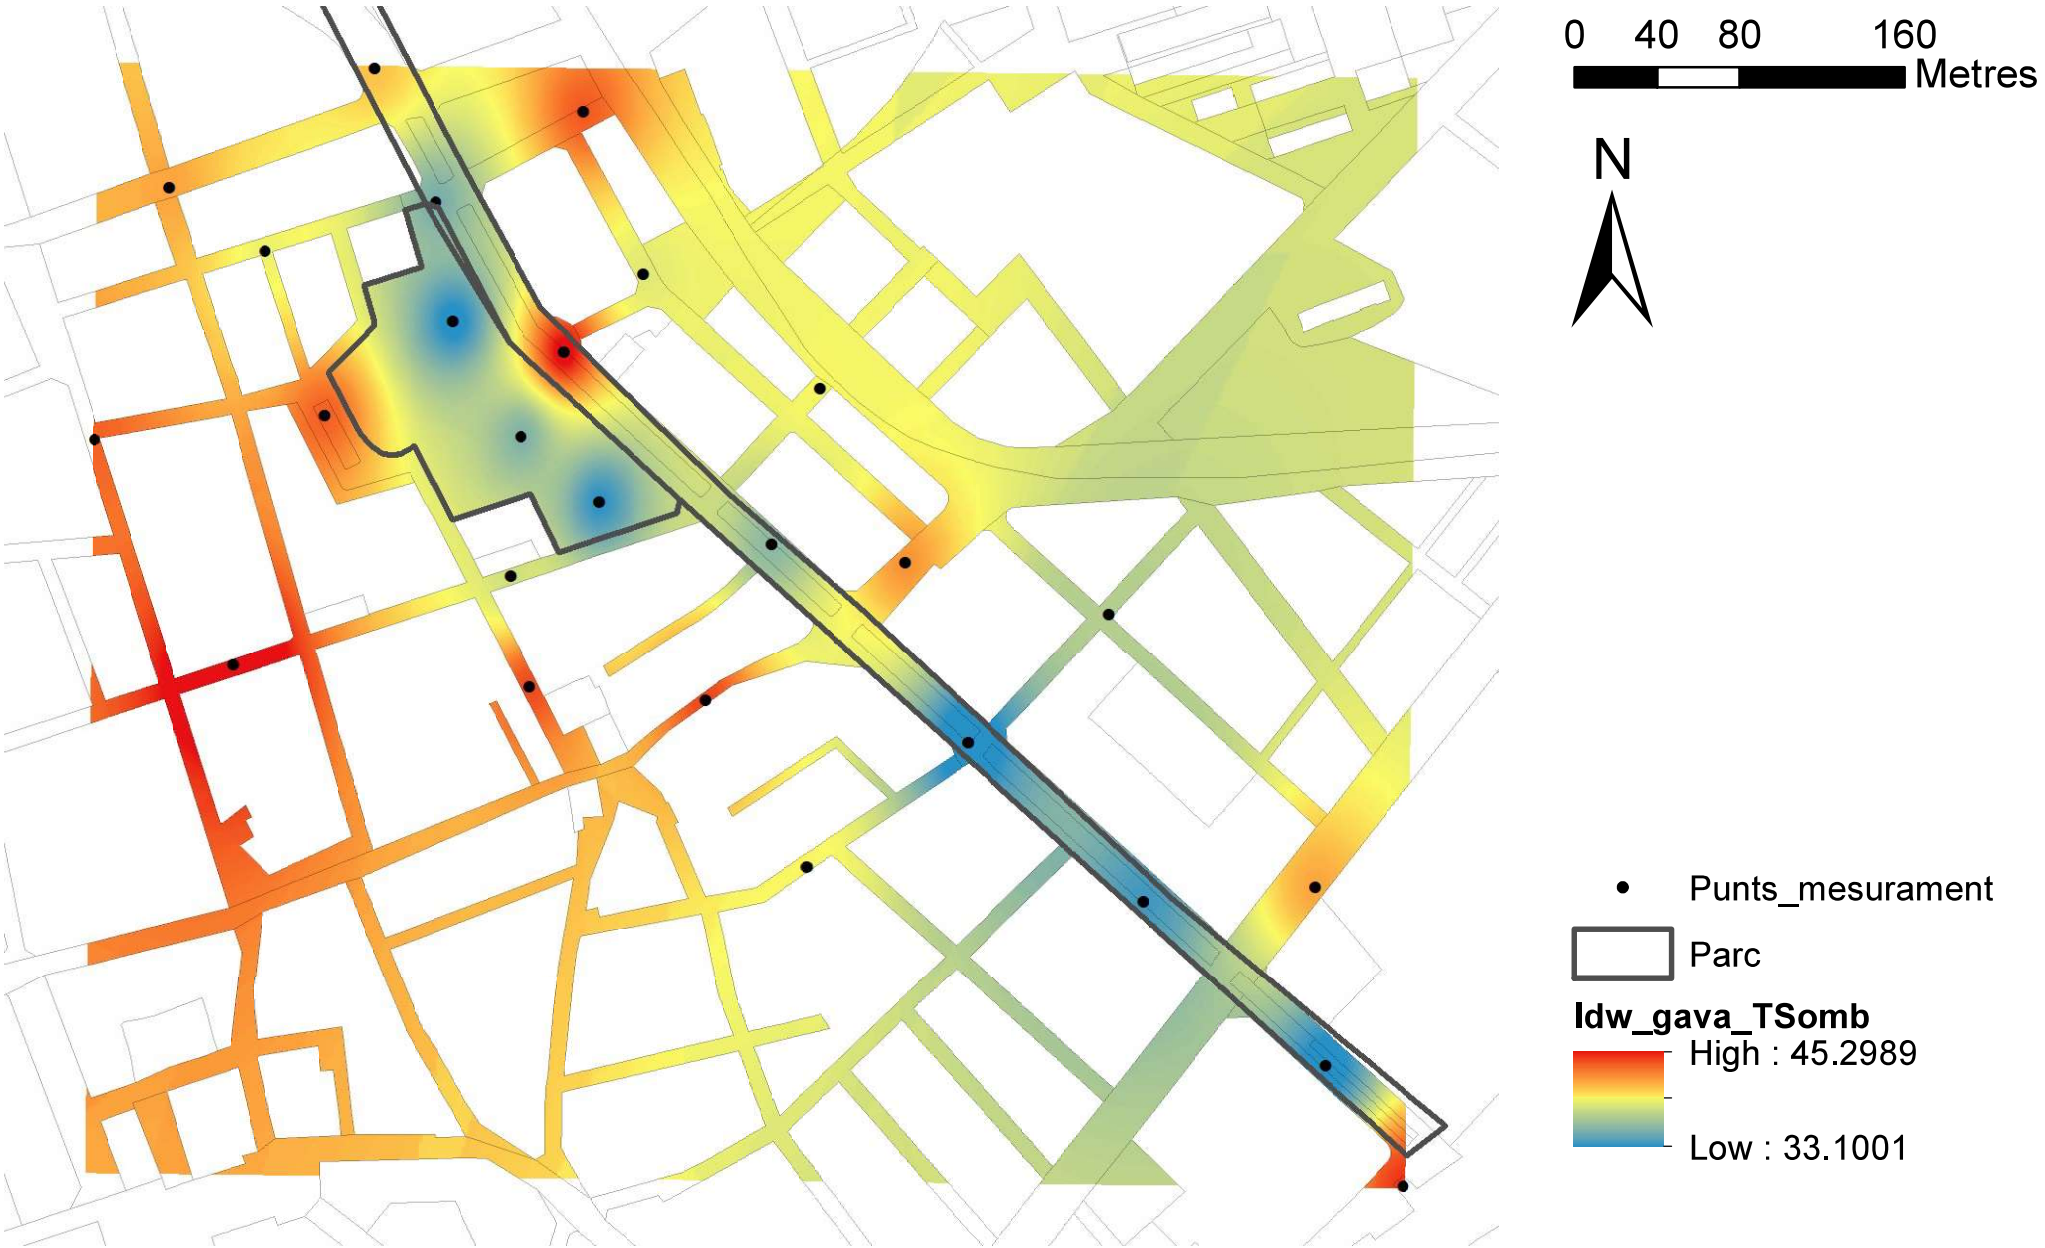 0 40 80 160
Metres
N
Punts_mesurament
Parc
Idw_gava_TSomb
High : 45.2989
Low : 33.1001